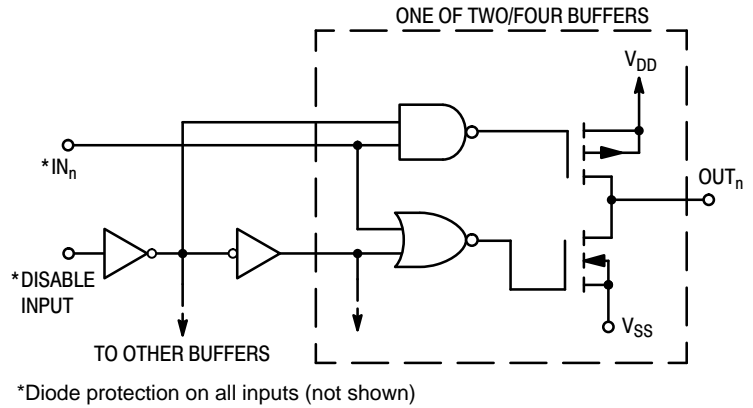 ONE OF TWO/FOUR BUFFERS
VDD
*INn
OUTn
*DISABLE
INPUT
VSS
TO OTHER BUFFERS
*Diode protection on all inputs (not shown)